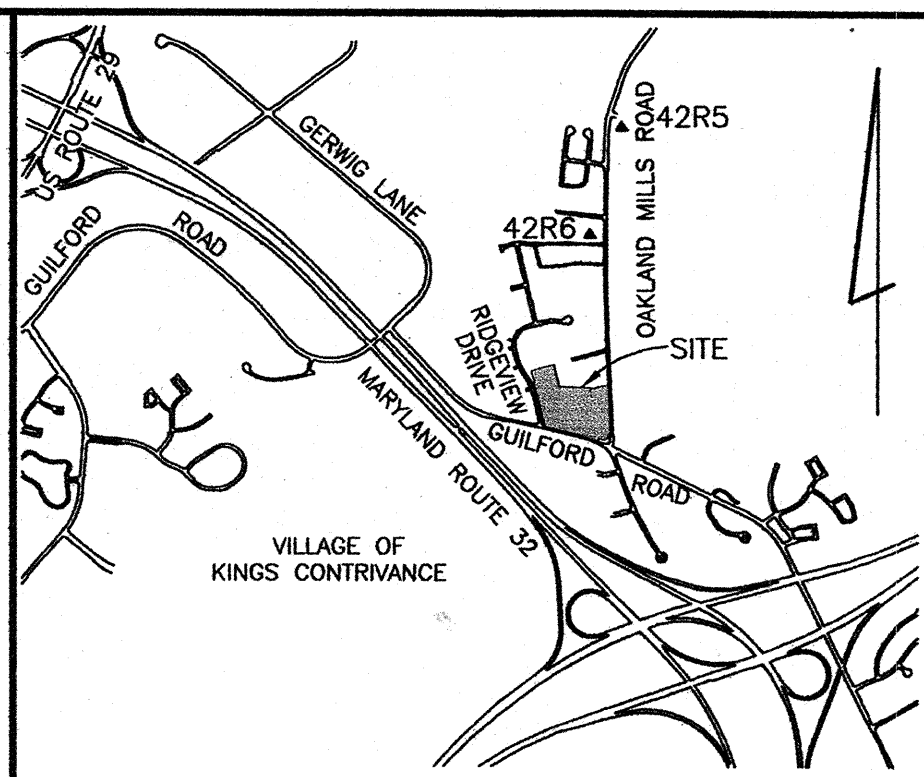 US ROUTE 29
GERWIG LANE
OAKLAND MILLS ROAD
42R5
GUILFORD
ROAD
42R6
RIDGEVIEW
DRIVE
SITE
MARYLAND ROUTE 32
GUILFORD
ROAD
VILLAGE OF
KINGS CONTRIVANCE